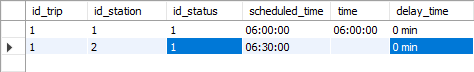 id_trip id_station id_status scheduled_time time delay_time
1 1 1 06:00:00 06:00:00 0 min
1 2 1 06:30:00 0 min